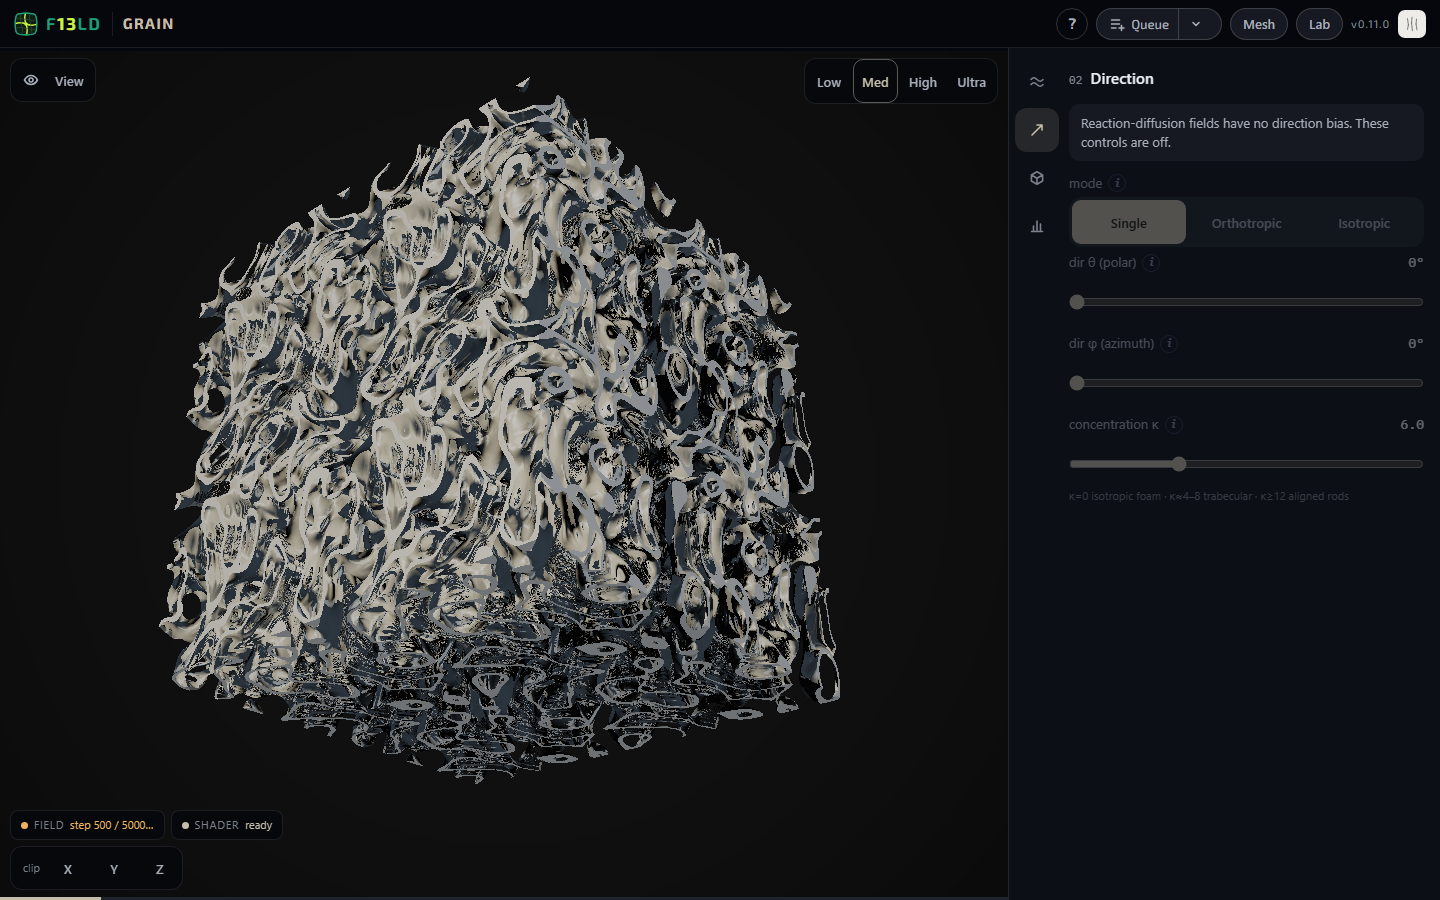 F13LD GRAIN
? Queue Mesh Lab v0.11.0
View
Low Med High Ultra
02 Direction
Reaction-diffusion fields have no direction bias. These
controls are off.
mode i
Single Orthotropic Isotropic
dir θ (polar) i 0°
dir φ (azimuth) i 0°
concentration κ i 6.0
κ=0 isotropic foam · κ≈4–8 trabecular · κ≥12 aligned rods
FIELD step 500 / 5000... SHADER ready
clip X Y Z